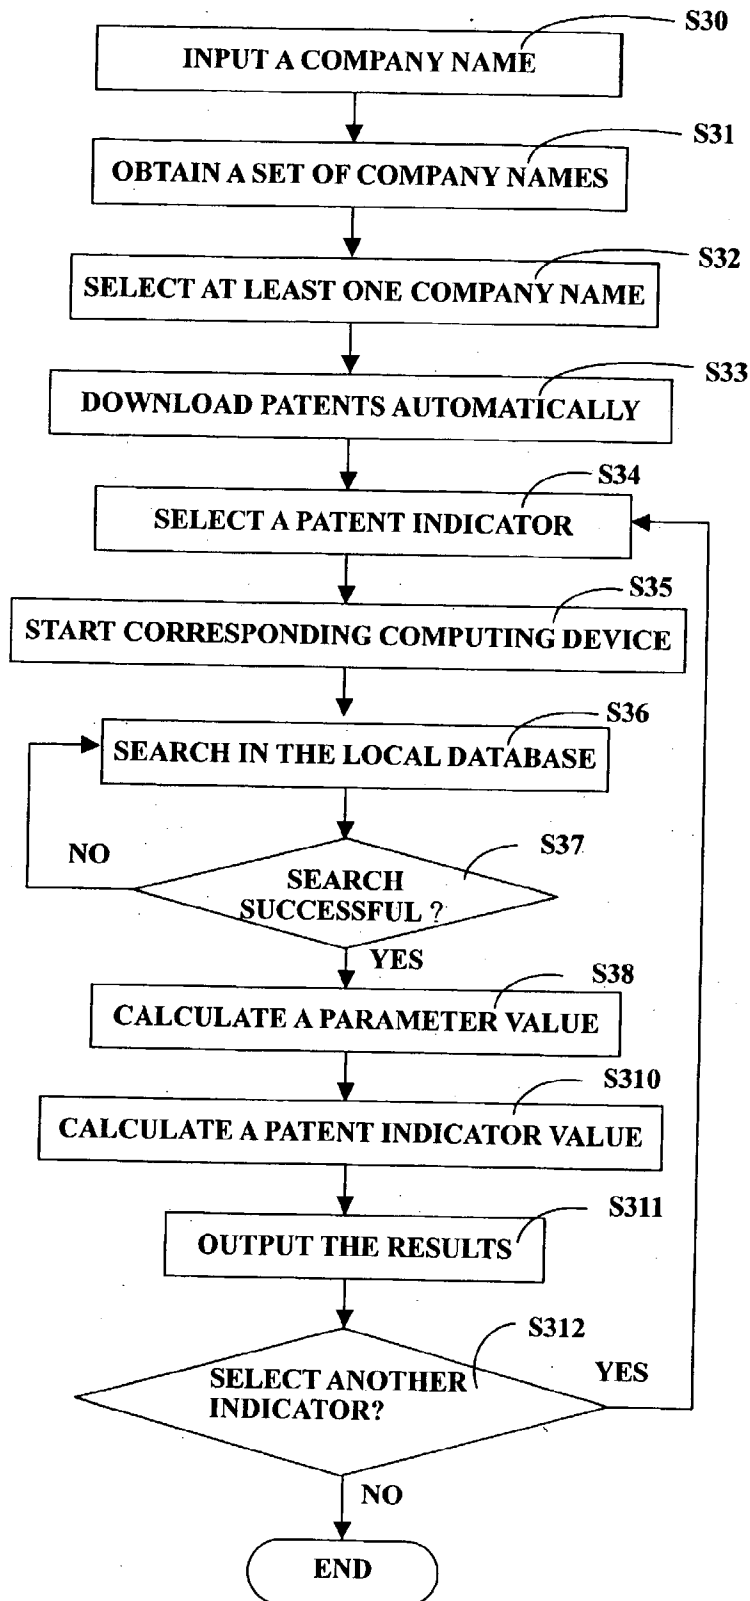 S30
INPUT A COMPANY NAME
S31
OBTAIN A SET OF COMPANY NAMES
S32
SELECT AT LEAST ONE COMPANY NAME
S33
DOWNLOAD PATENTS AUTOMATICALLY
S34
SELECT A PATENT INDICATOR
S35
START CORRESPONDING COMPUTING DEVICE
S36
SEARCH IN THE LOCAL DATABASE
S37
NO
SEARCH
SUCCESSFUL ?
YES
S38
CALCULATE A PARAMETER VALUE
S310
CALCULATE A PATENT INDICATOR VALUE
S311
OUTPUT THE RESULTS
S312
SELECT ANOTHER
INDICATOR?
YES
NO
END